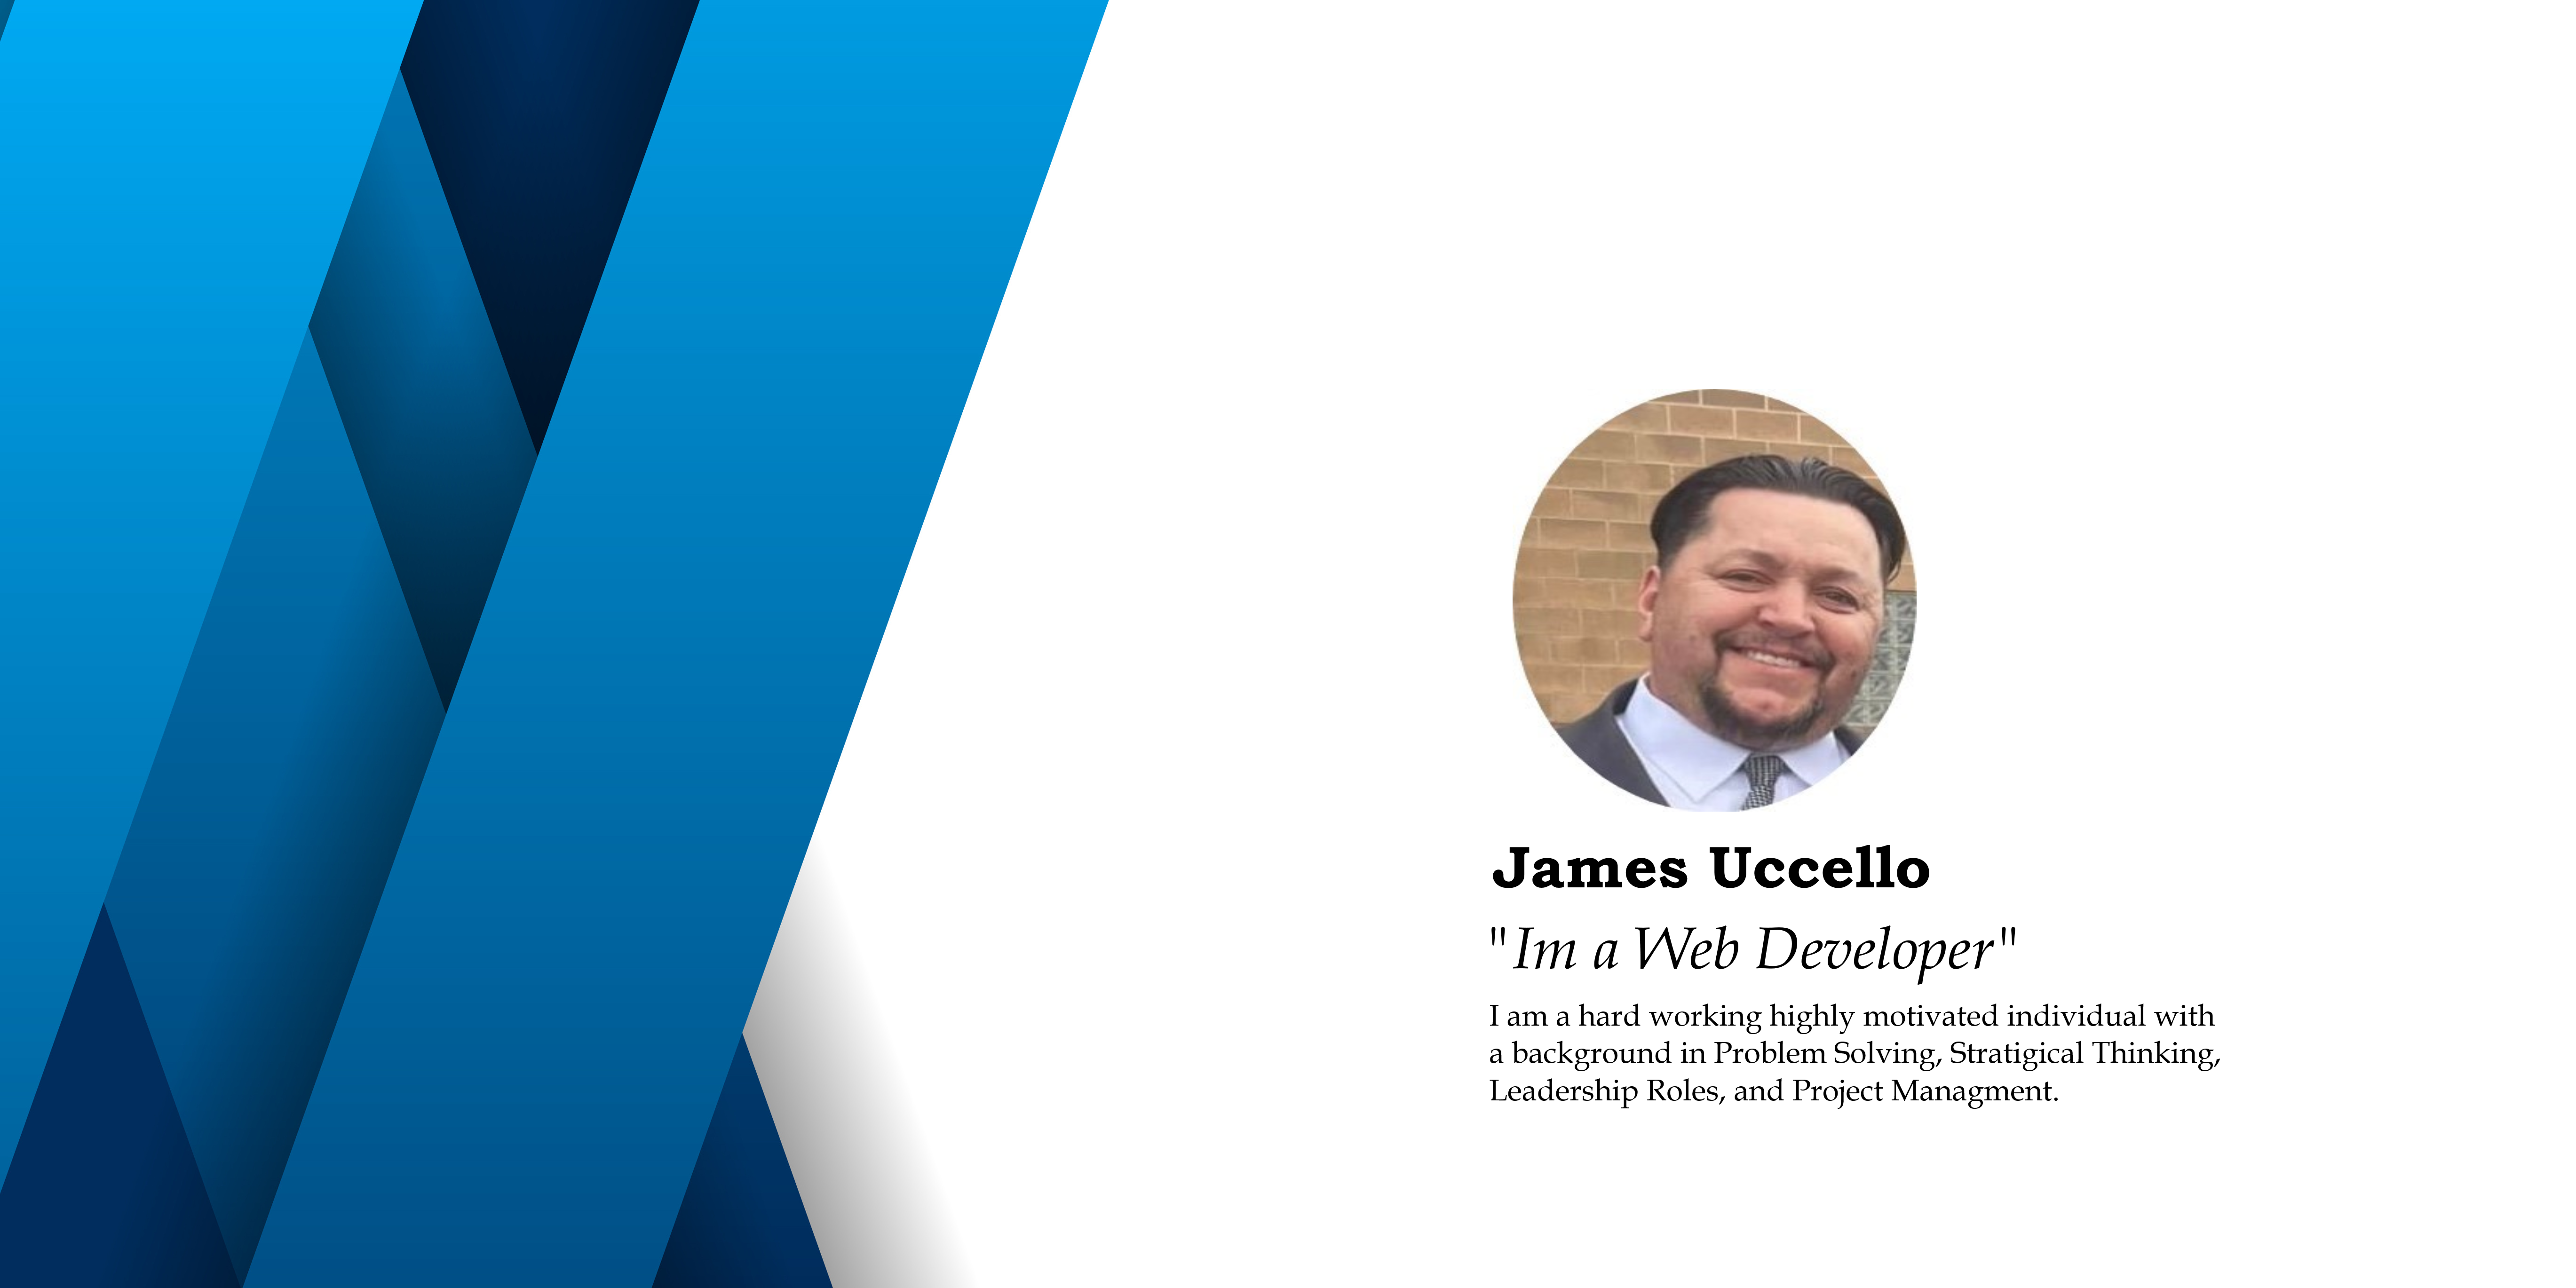 James Uccello
"Im a Web Developer"
I am a hard working highly motivated individual with
a background in Problem Solving, Stratigical Thinking,
Leadership Roles, and Project Managment.